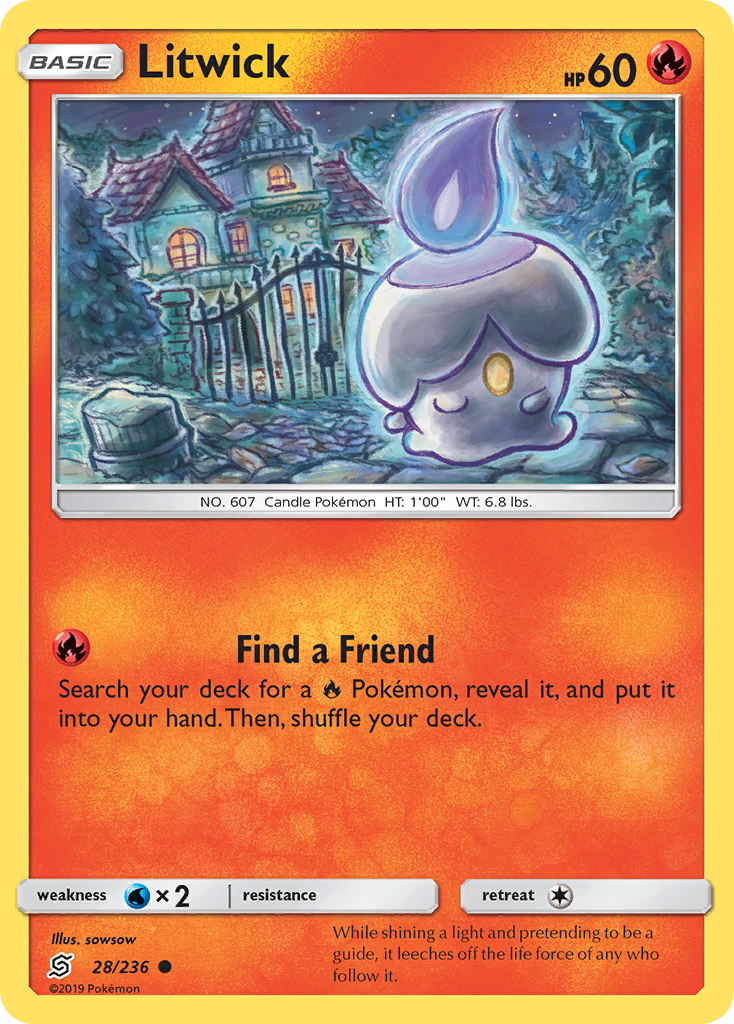 BASIC Litwick HP60
NO. 607 Candle Pokémon HT: 1'00" WT: 6.8 lbs.
Find a Friend
Search your deck for a Pokémon, reveal it, and put it
into your hand. Then, shuffle your deck.
weakness ×2 resistance retreat
Illus. sowsow
28/236
©2019 Pokémon
While shining a light and pretending to be a
guide, it leeches off the life force of any who
follow it.